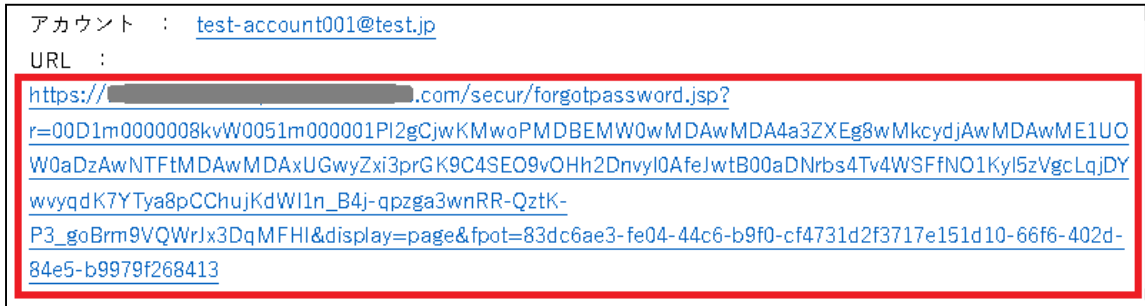 アカウント : test-account001@test.jp
URL :
https:// .com/secur/forgotpassword.jsp?
r=00D1m0000008kvW0051m000001Pl2gCjwKMwoPMDBEMW0wMDAwMDA4a3ZXEg8wMkcydjAwMDAwME1UO
W0aDzAwNTFtMDAwMDAxUGwyZxi3prGK9C4SEO9vOHh2Dnvyl0AfeJwtB00aDNrbs4Tv4WSFfNO1Kyl5zVgcLqjDY
wvyqdK7YTya8pCChujKdWl1n_B4j-qpzga3wnRR-QztK-
P3_goBrm9VQWrJx3DqMFHl&display=page&fpot=83dc6ae3-fe04-44c6-b9f0-cf4731d2f3717e151d10-66f6-402d-
84e5-b9979f268413